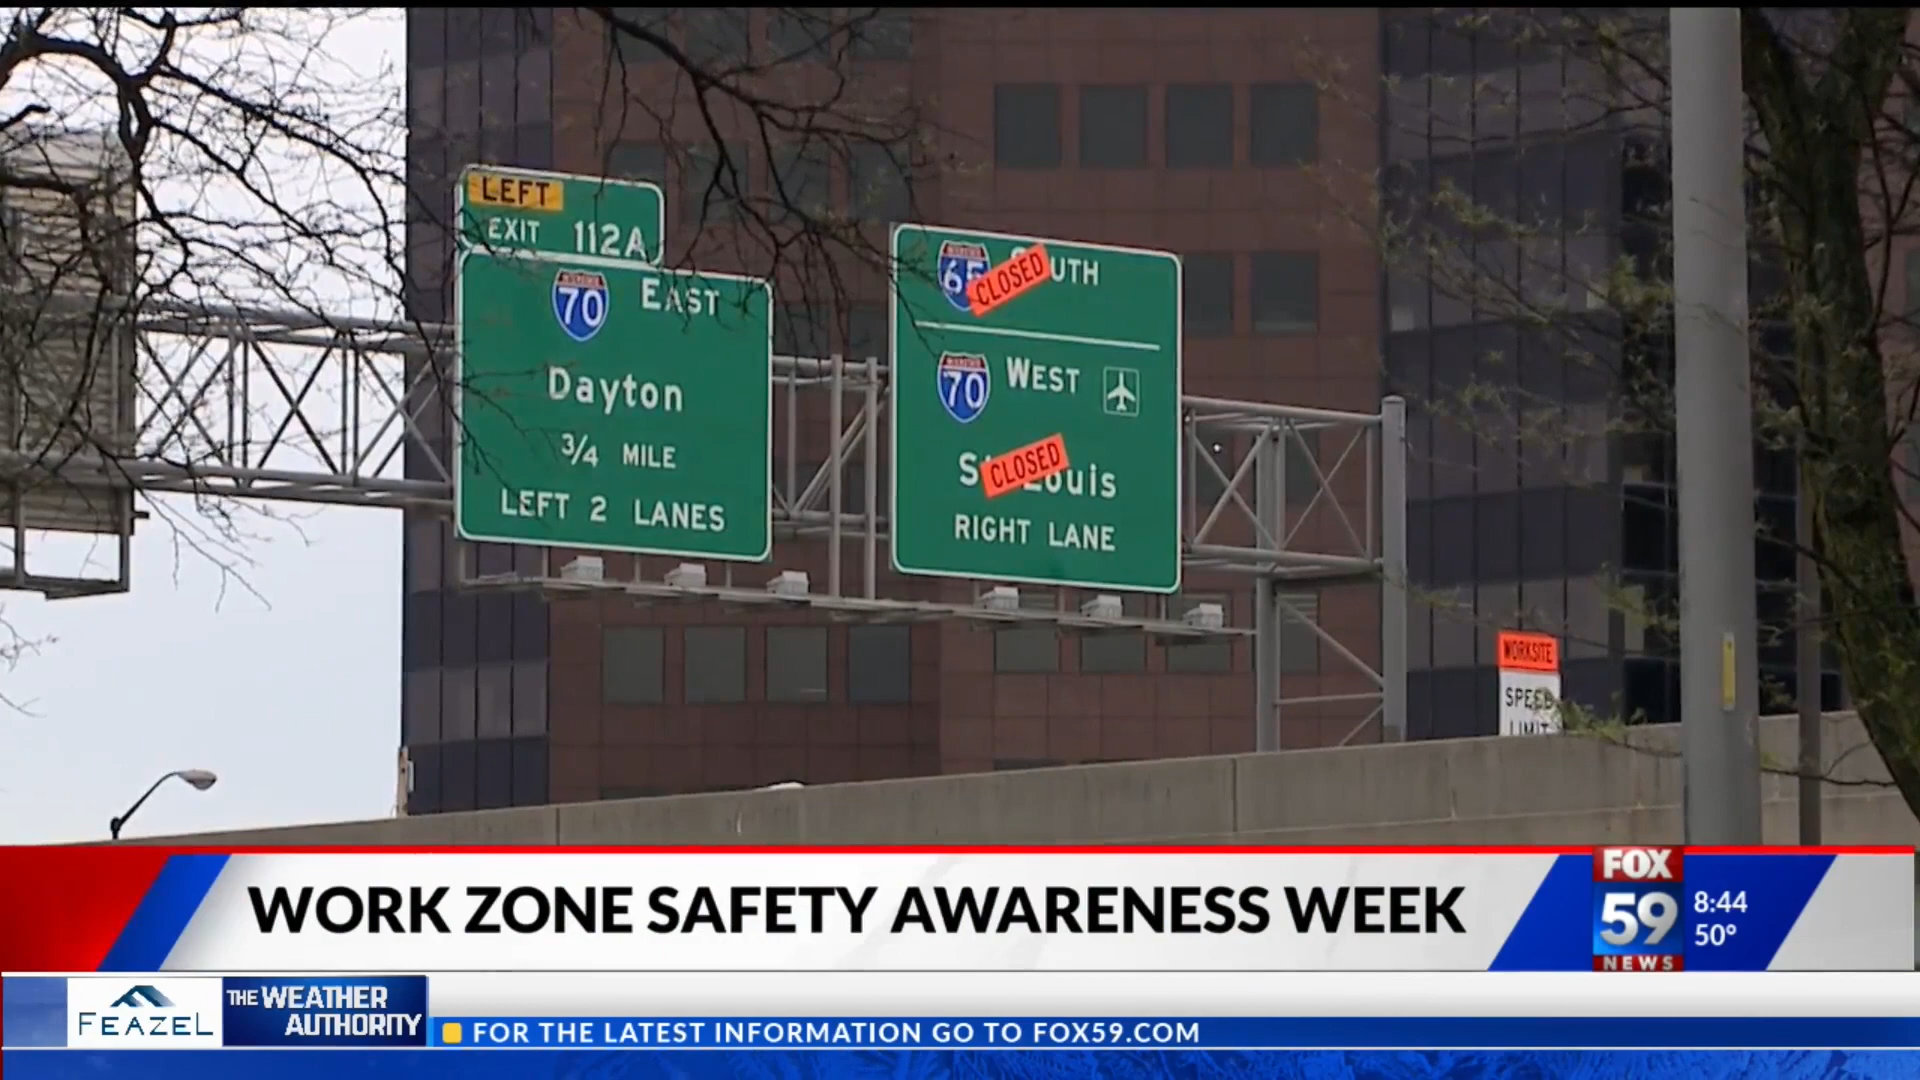 LEFT
EXIT 112A
70 EAST
Dayton
3/4 MILE
LEFT 2 LANES
65 CLOSED UTH
70 WEST
S CLOSED ouis
RIGHT LANE
WORKSITE
SPEED
LIMIT
WORK ZONE SAFETY AWARENESS WEEK
FOX
59
NEWS
8:44
50°
FEAZEL
THE WEATHER
AUTHORITY
FOR THE LATEST INFORMATION GO TO FOX59.COM